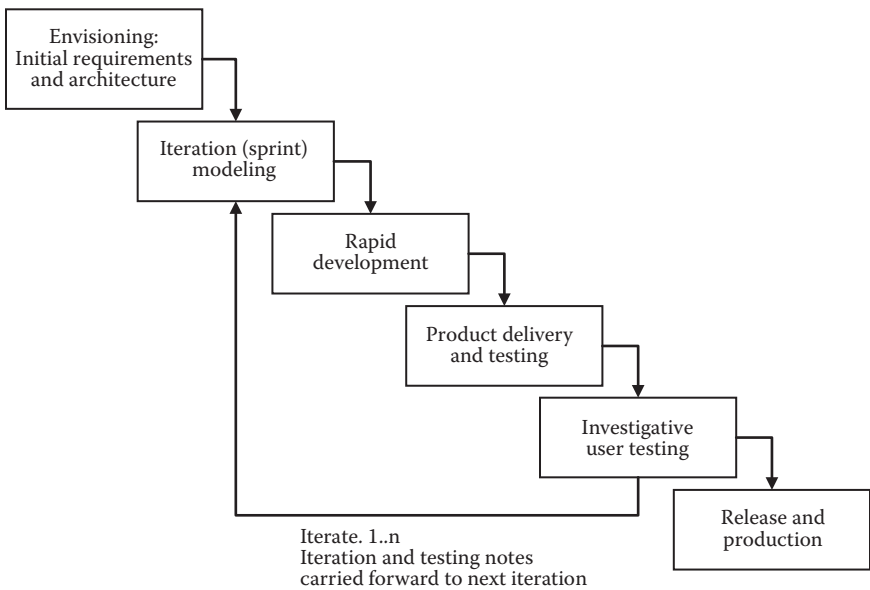 Envisioning:
Initial requirements
and architecture
Iteration (sprint)
modeling
Rapid
development
Product delivery
and testing
Investigative
user testing
Release and
production
Iterate. 1..n
Iteration and testing notes
carried forward to next iteration